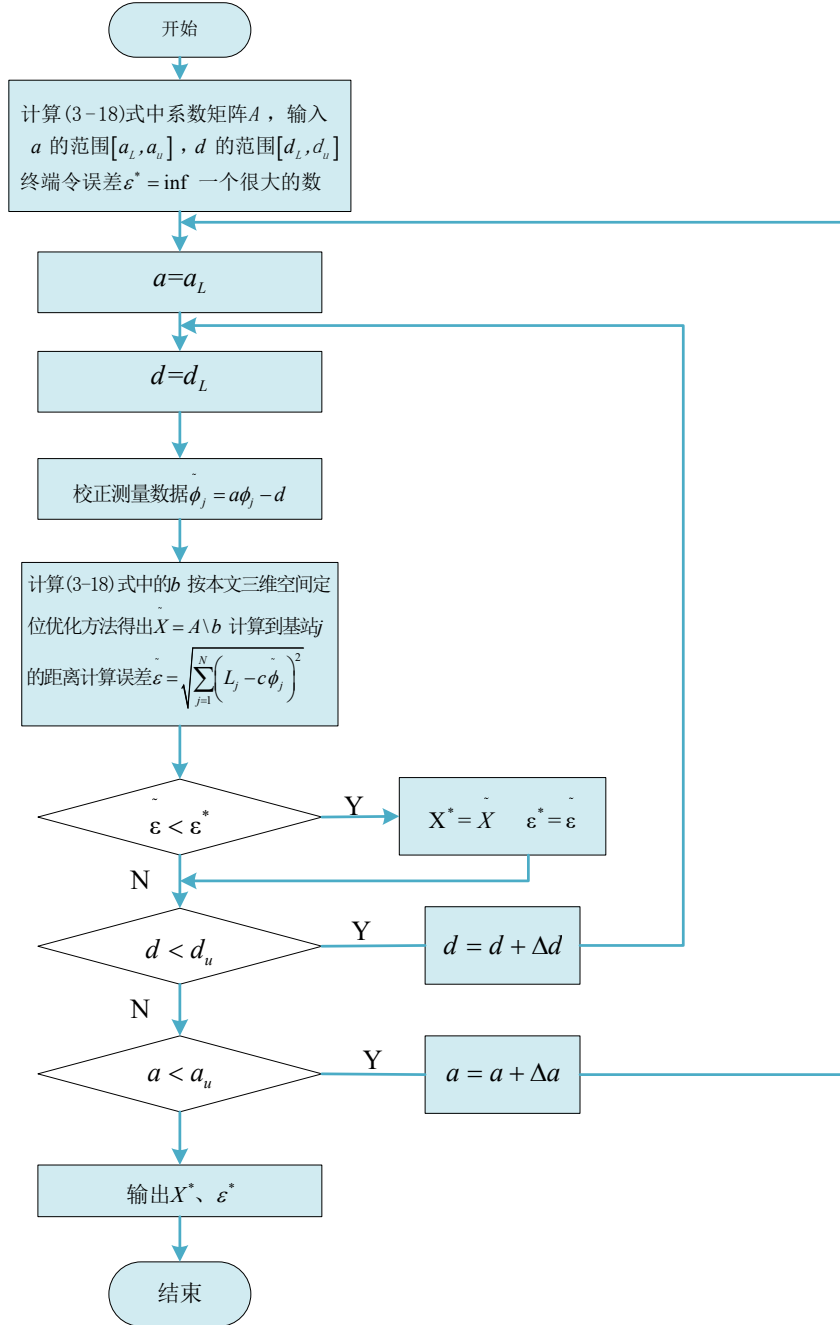 开始
计算(3-18)式中系数矩阵A，输入
a 的范围[a_L,a_u]，d 的范围[d_L,d_u]
终端令误差ε* = inf 一个很大的数
a=a_L
d=d_L
校正测量数据ϕ̃_j = aϕ_j − d
计算(3-18)式中的b 按本文三维空间定
位优化方法得出X̃ = A\b 计算到基站j
的距离计算误差ε̃ = √(∑_{j=1}^{N}(L_j − cϕ̃_j)²)
ε̃ < ε*
Y
X* = X̃ ε* = ε̃
N
d < d_u
Y
d = d + Δd
N
a < a_u
Y
a = a + Δa
输出X*、ε*
结束